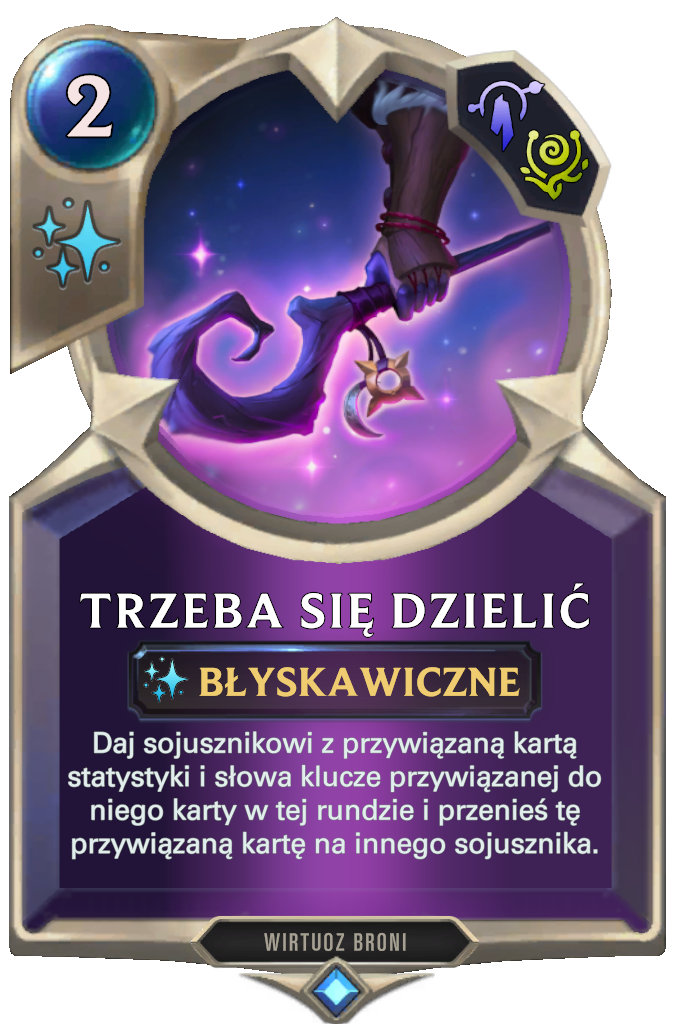 2
TRZEBA SIĘ DZIELIĆ
BŁYSKAWICZNE
Daj sojusznikowi z przywiązaną kartą
statystyki i słowa klucze przywiązanej do
niego karty w tej rundzie i przenieś tę
przywiązaną kartę na innego sojusznika.
WIRTUOZ BRONI